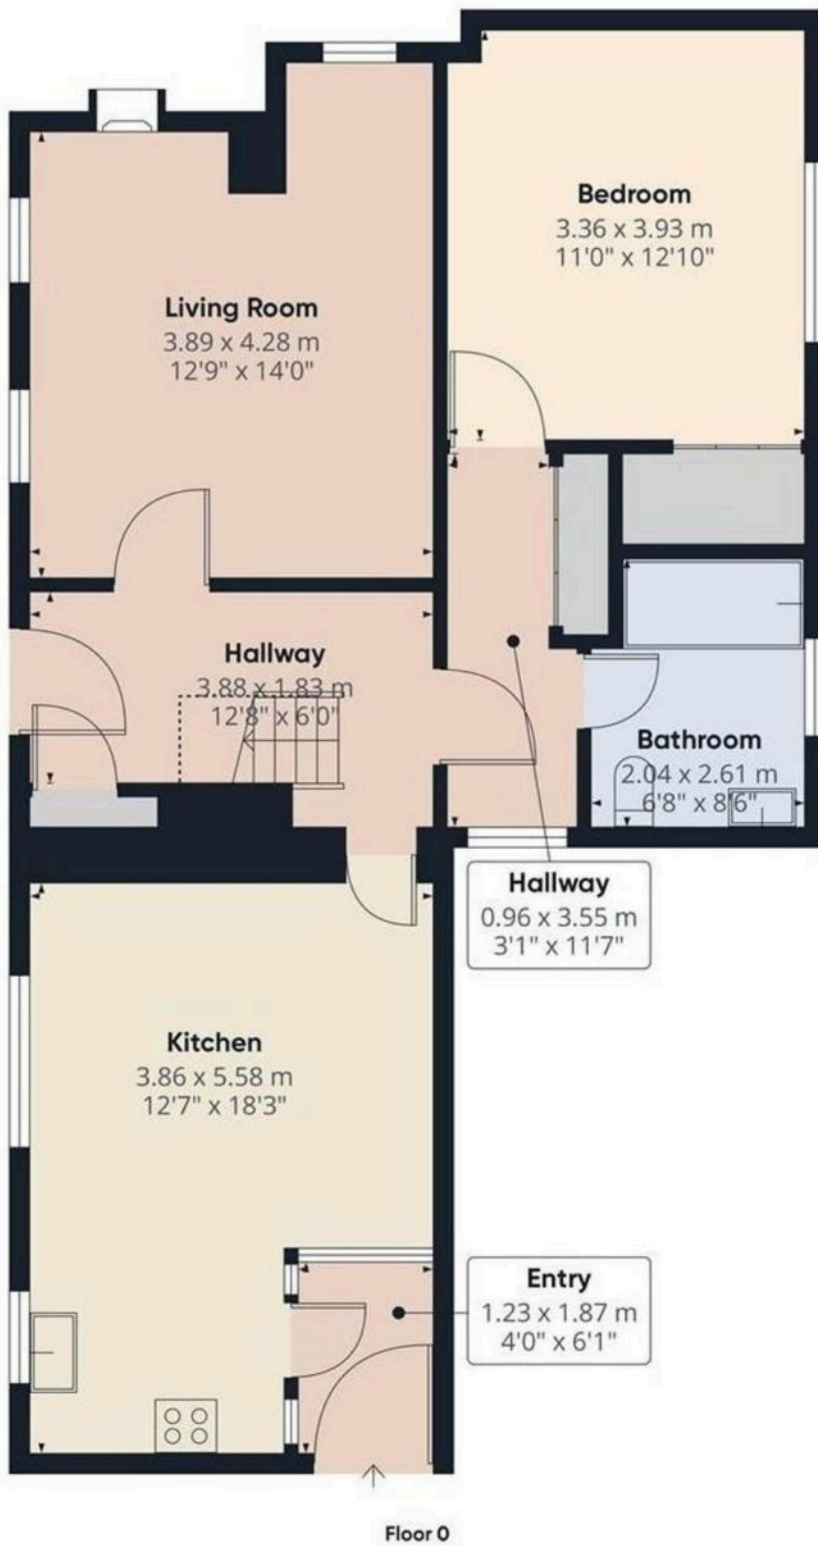 Bedroom
3.36 x 3.93 m
11'0" x 12'10"
Living Room
3.89 x 4.28 m
12'9" x 14'0"
Hallway
3.88 x 1.83 m
12'8" x 6'0"
Bathroom
2.04 x 2.61 m
6'8" x 8'6"
Hallway
0.96 x 3.55 m
3'1" x 11'7"
Kitchen
3.86 x 5.58 m
12'7" x 18'3"
Entry
1.23 x 1.87 m
4'0" x 6'1"
Floor 0